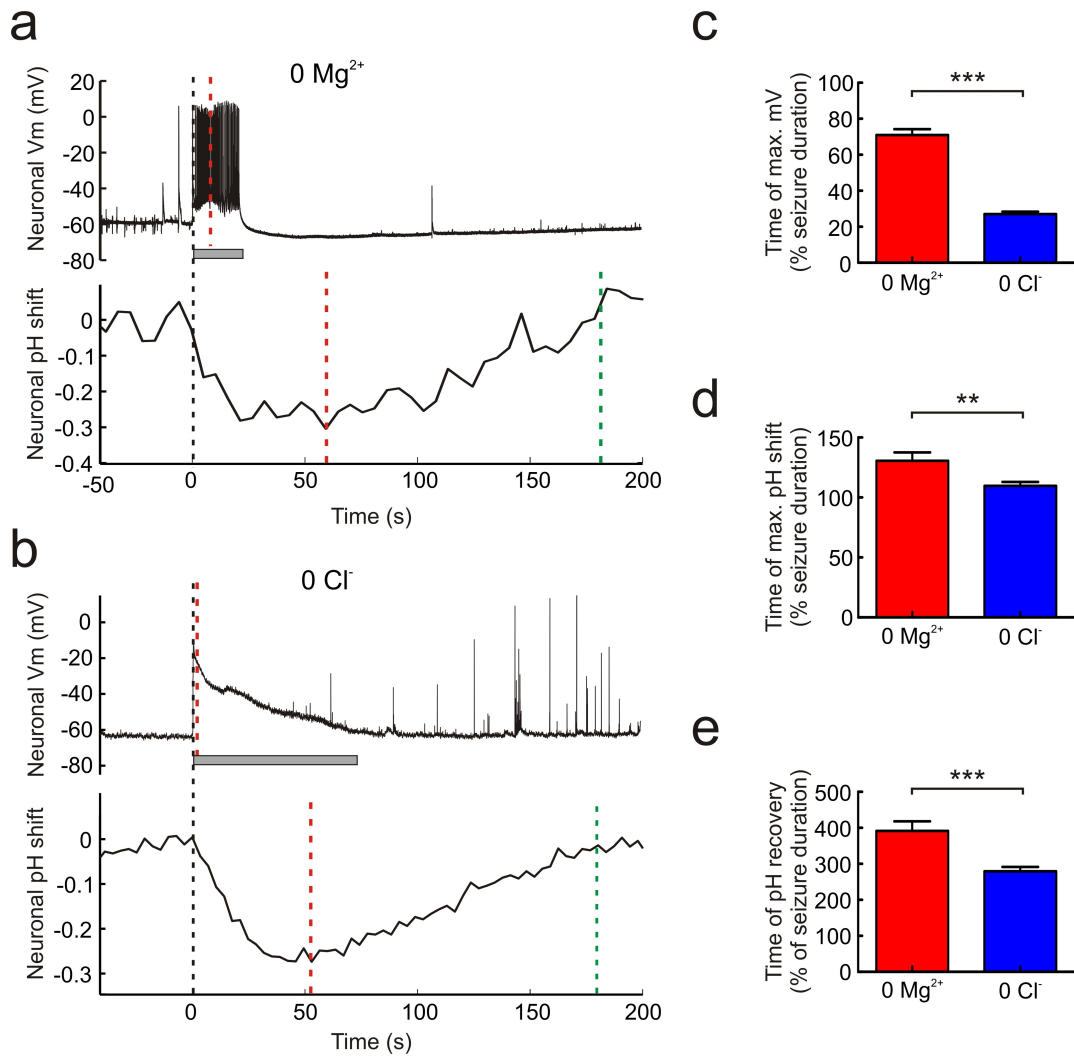 a
0 Mg²⁺
Neuronal Vm (mV)
20
0
-20
-40
-60
-80
Neuronal pH shift
0
-0.1
-0.2
-0.3
-0.4
-50
0
50
100
150
200
Time (s)
b
0 Cl⁻
Neuronal Vm (mV)
0
-20
-40
-60
-80
Neuronal pH shift
0
-0.1
-0.2
-0.3
0
50
100
150
200
Time (s)
c
Time of max. mV
(% seizure duration)
100
80
60
40
20
0
***
0 Mg²⁺
0 Cl⁻
d
Time of max. pH shift
(% seizure duration)
150
100
50
0
**
0 Mg²⁺
0 Cl⁻
e
Time of pH recovery
(% of seizure duration)
500
400
300
200
100
0
***
0 Mg²⁺
0 Cl⁻